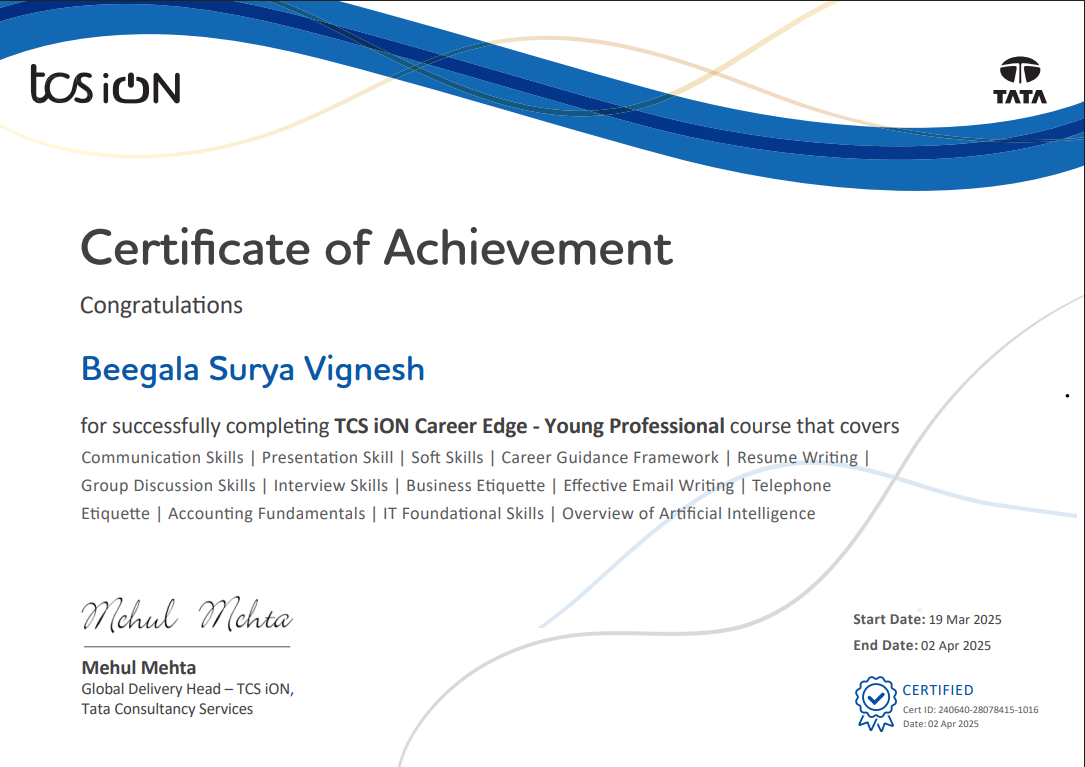 tcs iON
TATA
Certificate of Achievement
Congratulations
Beegala Surya Vignesh
for successfully completing TCS iON Career Edge - Young Professional course that covers
Communication Skills | Presentation Skill | Soft Skills | Career Guidance Framework | Resume Writing |
Group Discussion Skills | Interview Skills | Business Etiquette | Effective Email Writing | Telephone
Etiquette | Accounting Fundamentals | IT Foundational Skills | Overview of Artificial Intelligence
Mehul Mehta
Mehul Mehta
Global Delivery Head – TCS iON,
Tata Consultancy Services
Start Date: 19 Mar 2025
End Date: 02 Apr 2025
CERTIFIED
Cert ID: 240640-28078415-1016
Date: 02 Apr 2025